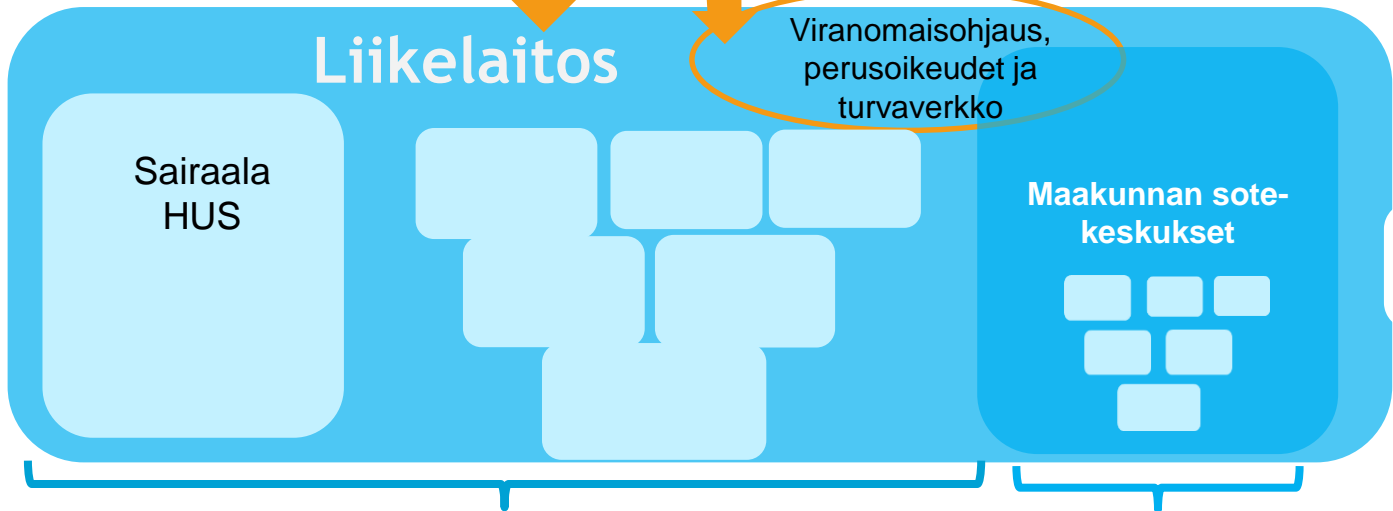 Liikelaitos
Viranomaisohjaus,
perusoikeudet ja
turvaverkko
Sairaala
HUS
Maakunnan sote-
keskukset